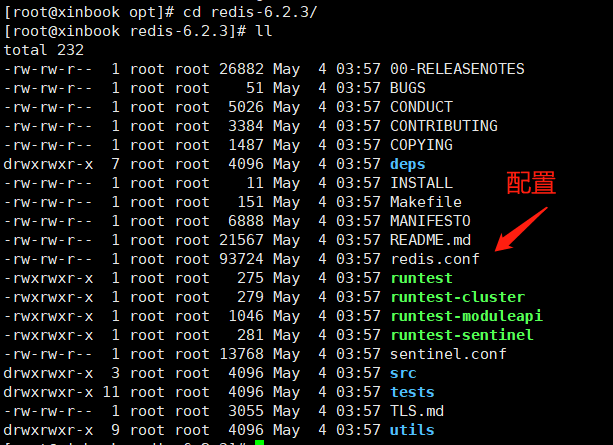 [root@xinbook opt]# cd redis-6.2.3/
[root@xinbook redis-6.2.3]# ll
total 232
-rw-rw-r-- 1 root root 26882 May 4 03:57 00-RELEASENOTES
-rw-rw-r-- 1 root root 51 May 4 03:57 BUGS
-rw-rw-r-- 1 root root 5026 May 4 03:57 CONDUCT
-rw-rw-r-- 1 root root 3384 May 4 03:57 CONTRIBUTING
-rw-rw-r-- 1 root root 1487 May 4 03:57 COPYING
drwxrwxr-x 7 root root 4096 May 4 03:57 deps
-rw-rw-r-- 1 root root 11 May 4 03:57 INSTALL
-rw-rw-r-- 1 root root 151 May 4 03:57 Makefile
-rw-rw-r-- 1 root root 6888 May 4 03:57 MANIFESTO
-rw-rw-r-- 1 root root 21567 May 4 03:57 README.md
-rw-rw-r-- 1 root root 93724 May 4 03:57 redis.conf
配置
-rwxrwxr-x 1 root root 275 May 4 03:57 runtest
-rwxrwxr-x 1 root root 279 May 4 03:57 runtest-cluster
-rwxrwxr-x 1 root root 1046 May 4 03:57 runtest-moduleapi
-rwxrwxr-x 1 root root 281 May 4 03:57 runtest-sentinel
-rw-rw-r-- 1 root root 13768 May 4 03:57 sentinel.conf
drwxrwxr-x 3 root root 4096 May 4 03:57 src
drwxrwxr-x 11 root root 4096 May 4 03:57 tests
-rw-rw-r-- 1 root root 3055 May 4 03:57 TLS.md
drwxrwxr-x 9 root root 4096 May 4 03:57 utils
[root@xinbook redis-6.2.3]#